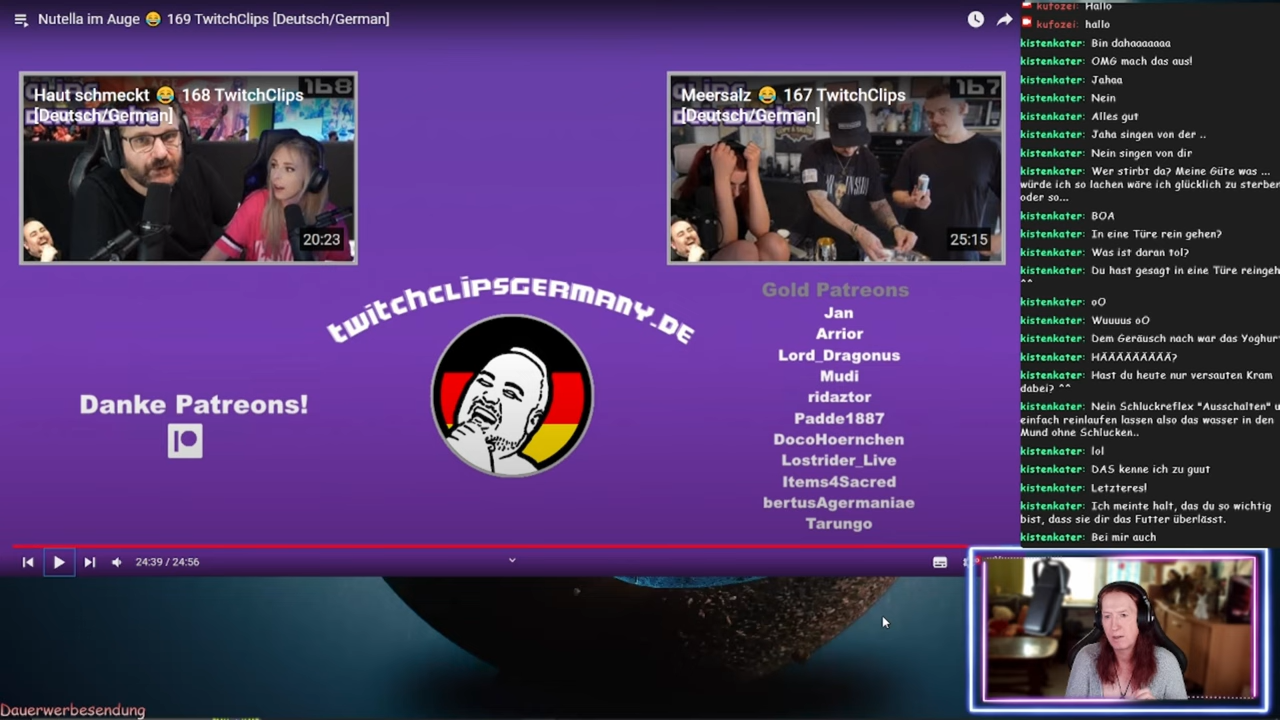 Nutella im Auge 😂 169 TwitchClips [Deutsch/German]
Haut schmeckt 😂 168 TwitchClips
[Deutsch/German]
168
20:23
Meersalz 😂 167 TwitchClips
[Deutsch/German]
167
25:15
twitchclipsGERMANY.DE
Danke Patreons!
Gold Patreons
Jan
Arrior
Lord_Dragonus
Mudi
ridaztor
Padde1887
DocoHoernchen
Lostrider_Live
Items4Sacred
bertusAgermaniae
Tarungo
24:39 / 24:56
Dauerwerbesendung
kufozei: Hallo
kufozei: hallo
kistenkater: Bin dahaaaaaaa
kistenkater: OMG mach das aus!
kistenkater: Jahaa
kistenkater: Nein
kistenkater: Alles gut
kistenkater: Jaha singen von der ..
kistenkater: Nein singen von dir
kistenkater: Wer stirbt da? Meine Güte was ...
würde ich so lachen wäre ich glücklich zu sterben
oder so...
kistenkater: BOA
kistenkater: In eine Türe rein gehen?
kistenkater: Was ist daran tol?
kistenkater: Du hast gesagt in eine Türe reingeh
^^
kistenkater: oO
kistenkater: Wuuuus oO
kistenkater: Dem Geräusch nach war das Yoghur
kistenkater: HÄÄÄÄÄÄÄÄÄ?
kistenkater: Hast du heute nur versauten Kram
dabei? ^^
kistenkater: Nein Schluckreflex "Ausschalten" u
einfach reinlaufen lassen also das wasser in den
Mund ohne Schlucken..
kistenkater: lol
kistenkater: DAS kenne ich zu guut
kistenkater: Letzteres!
kistenkater: Ich meinte halt, das du so wichtig
bist, dass sie dir das Futter überlässt.
kistenkater: Bei mir auch